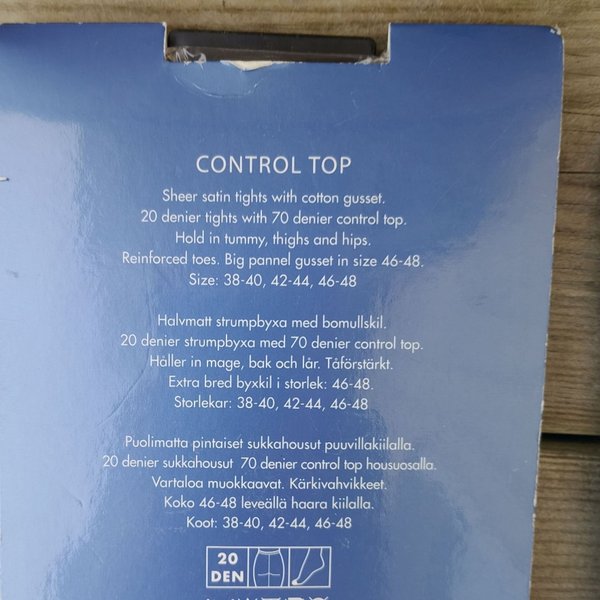 CONTROL TOP
Sheer satin tights with cotton gusset.
20 denier tights with 70 denier control top.
Hold in tummy, thighs and hips.
Reinforced toes. Big pannel gusset in size 46-48.
Size: 38-40, 42-44, 46-48
Halvmatt strumpbyxa med bomullskil.
20 denier strumpbyxa med 70 denier control top.
Håller in mage, bak och lår. Tåförstärkt.
Extra bred byxkil i storlek: 46-48.
Storlekar: 38-40, 42-44, 46-48
Puolimatta pintaiset sukkahousut puuvillakiilalla.
20 denier sukkahousut 70 denier control top housuosalla.
Vartaloa muokkaavat. Kärkivahvikkeet.
Koko 46-48 leveällä haara kiilalla.
Koot: 38-40, 42-44, 46-48
20
DEN